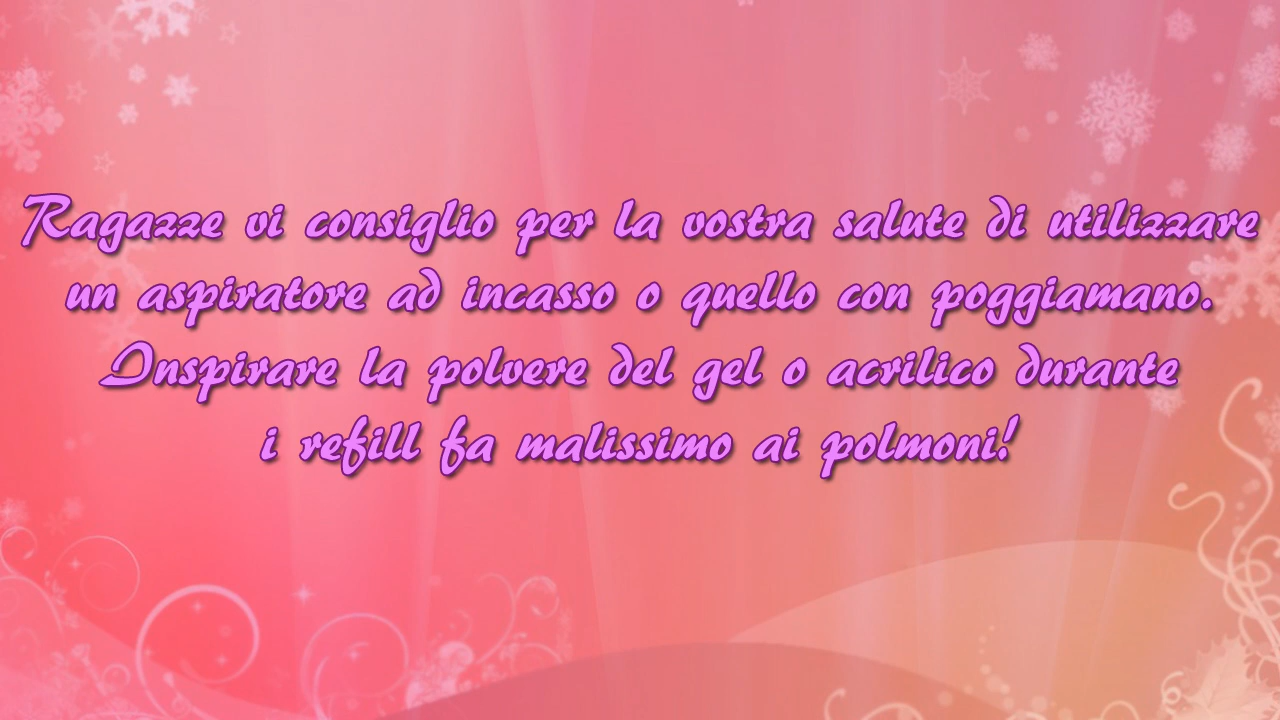 Ragazze vi consiglio per la vostra salute di utilizzare
un aspiratore ad incasso o quello con poggiamano.
Inspirare la polvere del gel o acrilico durante
i refill fa malissimo ai polmoni!